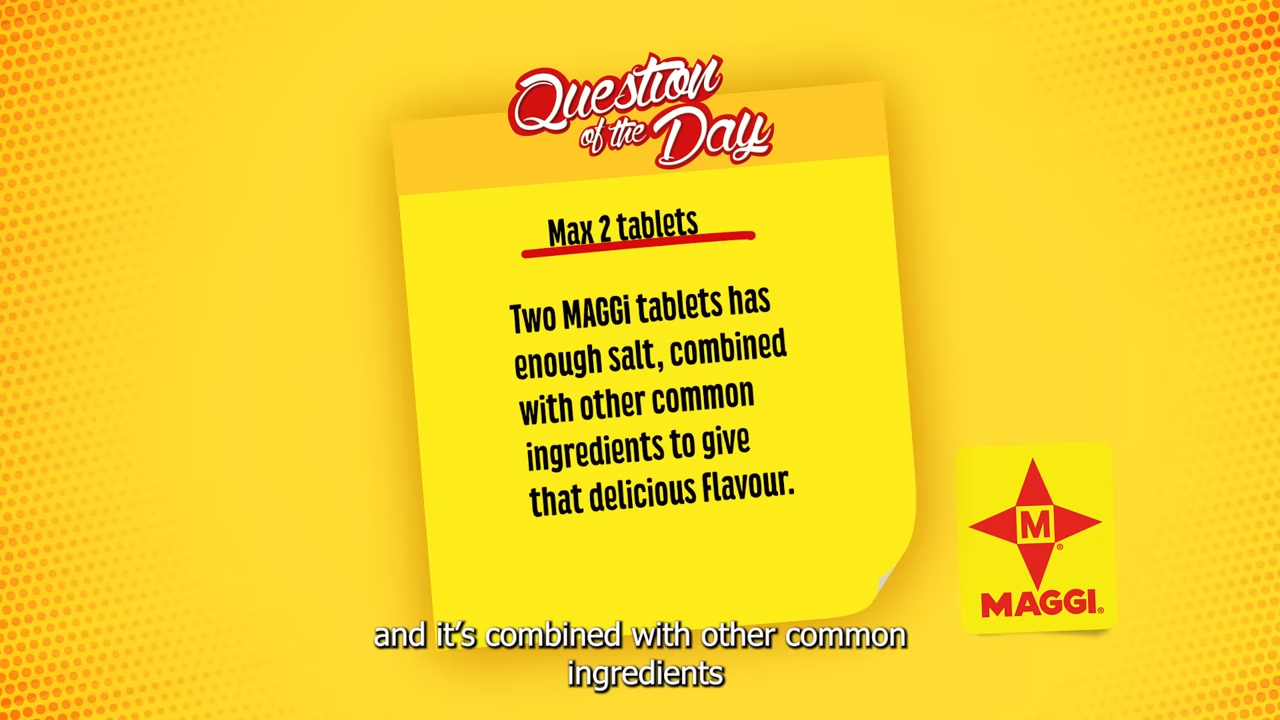 Question
of the Day
Max 2 tablets
Two MAGGi tablets has
enough salt, combined
with other common
ingredients to give
that delicious Flavour.
M
®
MAGGI®
and it’s combined with other common
ingredients